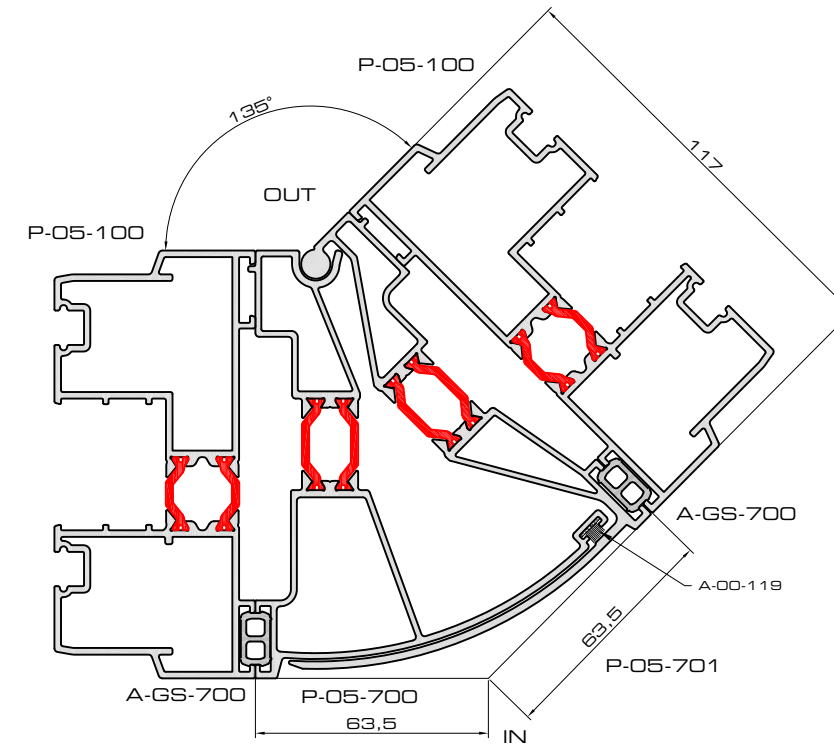 P-05-100
117
135°
OUT
P-05-100
A-GS-700
A-00-119
63,5
P-05-701
A-GS-700
P-05-700
63,5
IN